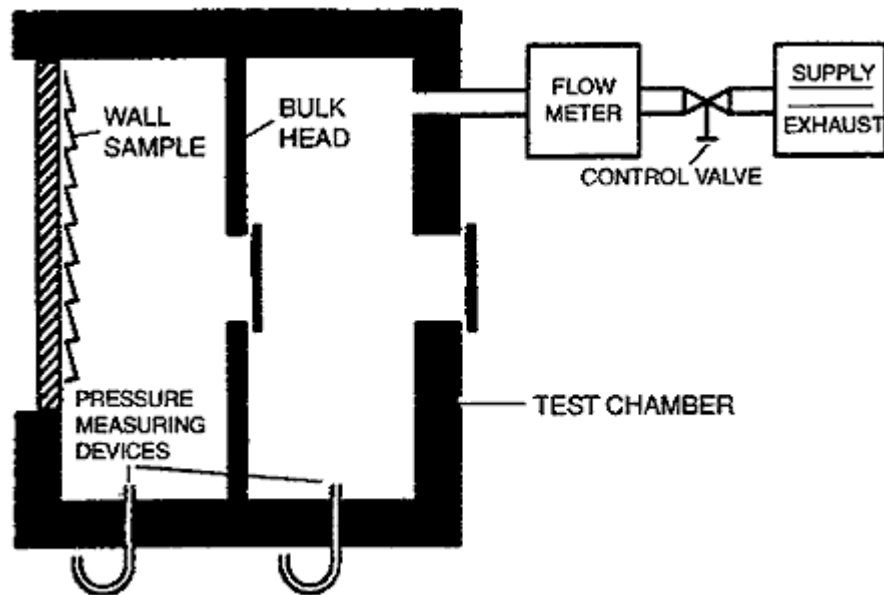 WALL
SAMPLE
BULK
HEAD
FLOW
METER
SUPPLY
EXHAUST
CONTROL VALVE
PRESSURE
MEASURING
DEVICES
TEST CHAMBER